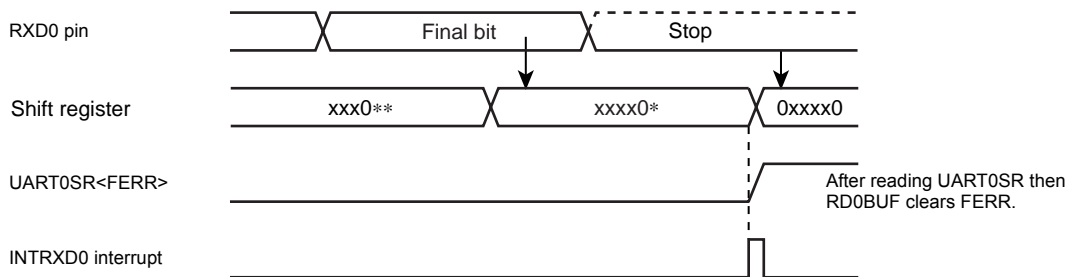 RXD0 pin
Final bit
Stop
Shift register
xxx0**
xxxx0*
0xxxx0
UART0SR<FERR>
After reading UART0SR then
RD0BUF clears FERR.
INTRXD0 interrupt